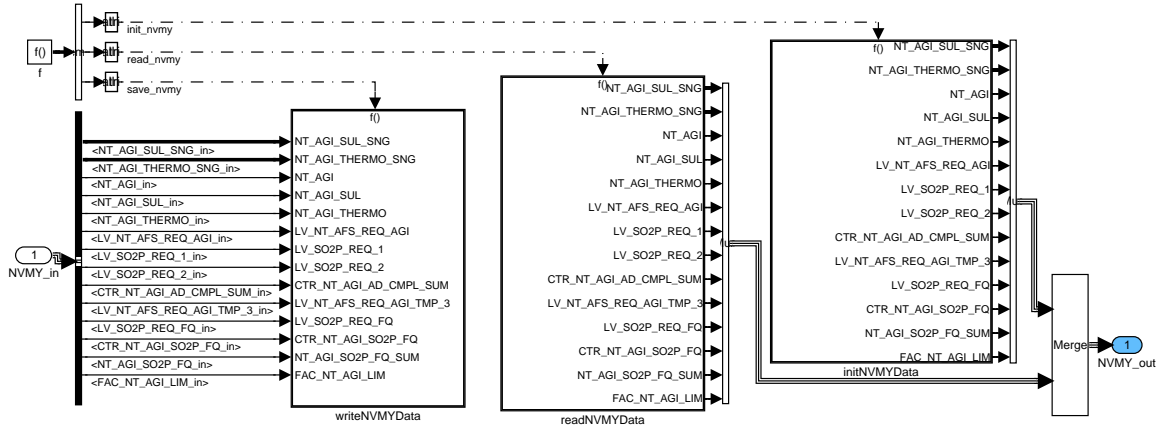 init_nvmy
f()
f
read_nvmy
save_nvmy
f()
NT_AGI_SUL_SNG
NT_AGI_THERMO_SNG
NT_AGI
NT_AGI_SUL
NT_AGI_THERMO
LV_NT_AFS_REQ_AGI
LV_SO2P_REQ_1
LV_SO2P_REQ_2
CTR_NT_AGI_AD_CMPL_SUM
LV_NT_AFS_REQ_AGI_TMP_3
LV_SO2P_REQ_FQ
CTR_NT_AGI_SO2P_FQ
NT_AGI_SO2P_FQ_SUM
FAC_NT_AGI_LIM
writeNVMYData
<NT_AGI_SUL_SNG_in>
<NT_AGI_THERMO_SNG_in>
<NT_AGI_in>
<NT_AGI_SUL_in>
<NT_AGI_THERMO_in>
<LV_NT_AFS_REQ_AGI_in>
<LV_SO2P_REQ_1_in>
<LV_SO2P_REQ_2_in>
<CTR_NT_AGI_AD_CMPL_SUM_in>
<LV_NT_AFS_REQ_AGI_TMP_3_in>
<LV_SO2P_REQ_FQ_in>
<CTR_NT_AGI_SO2P_FQ_in>
<NT_AGI_SO2P_FQ_SUM_in>
<FAC_NT_AGI_LIM_in>
1
NVMY_in
f()
NT_AGI_SUL_SNG
NT_AGI_THERMO_SNG
NT_AGI
NT_AGI_SUL
NT_AGI_THERMO
LV_NT_AFS_REQ_AGI
LV_SO2P_REQ_1
LV_SO2P_REQ_2
CTR_NT_AGI_AD_CMPL_SUM
LV_NT_AFS_REQ_AGI_TMP_3
LV_SO2P_REQ_FQ
CTR_NT_AGI_SO2P_FQ
NT_AGI_SO2P_FQ_SUM
FAC_NT_AGI_LIM
readNVMYData
f()
NT_AGI_SUL_SNG
NT_AGI_THERMO_SNG
NT_AGI
NT_AGI_SUL
NT_AGI_THERMO
LV_NT_AFS_REQ_AGI
LV_SO2P_REQ_1
LV_SO2P_REQ_2
CTR_NT_AGI_AD_CMPL_SUM
LV_NT_AFS_REQ_AGI_TMP_3
LV_SO2P_REQ_FQ
CTR_NT_AGI_SO2P_FQ
NT_AGI_SO2P_FQ_SUM
FAC_NT_AGI_LIM
initNVMYData
Merge
1
NVMY_out